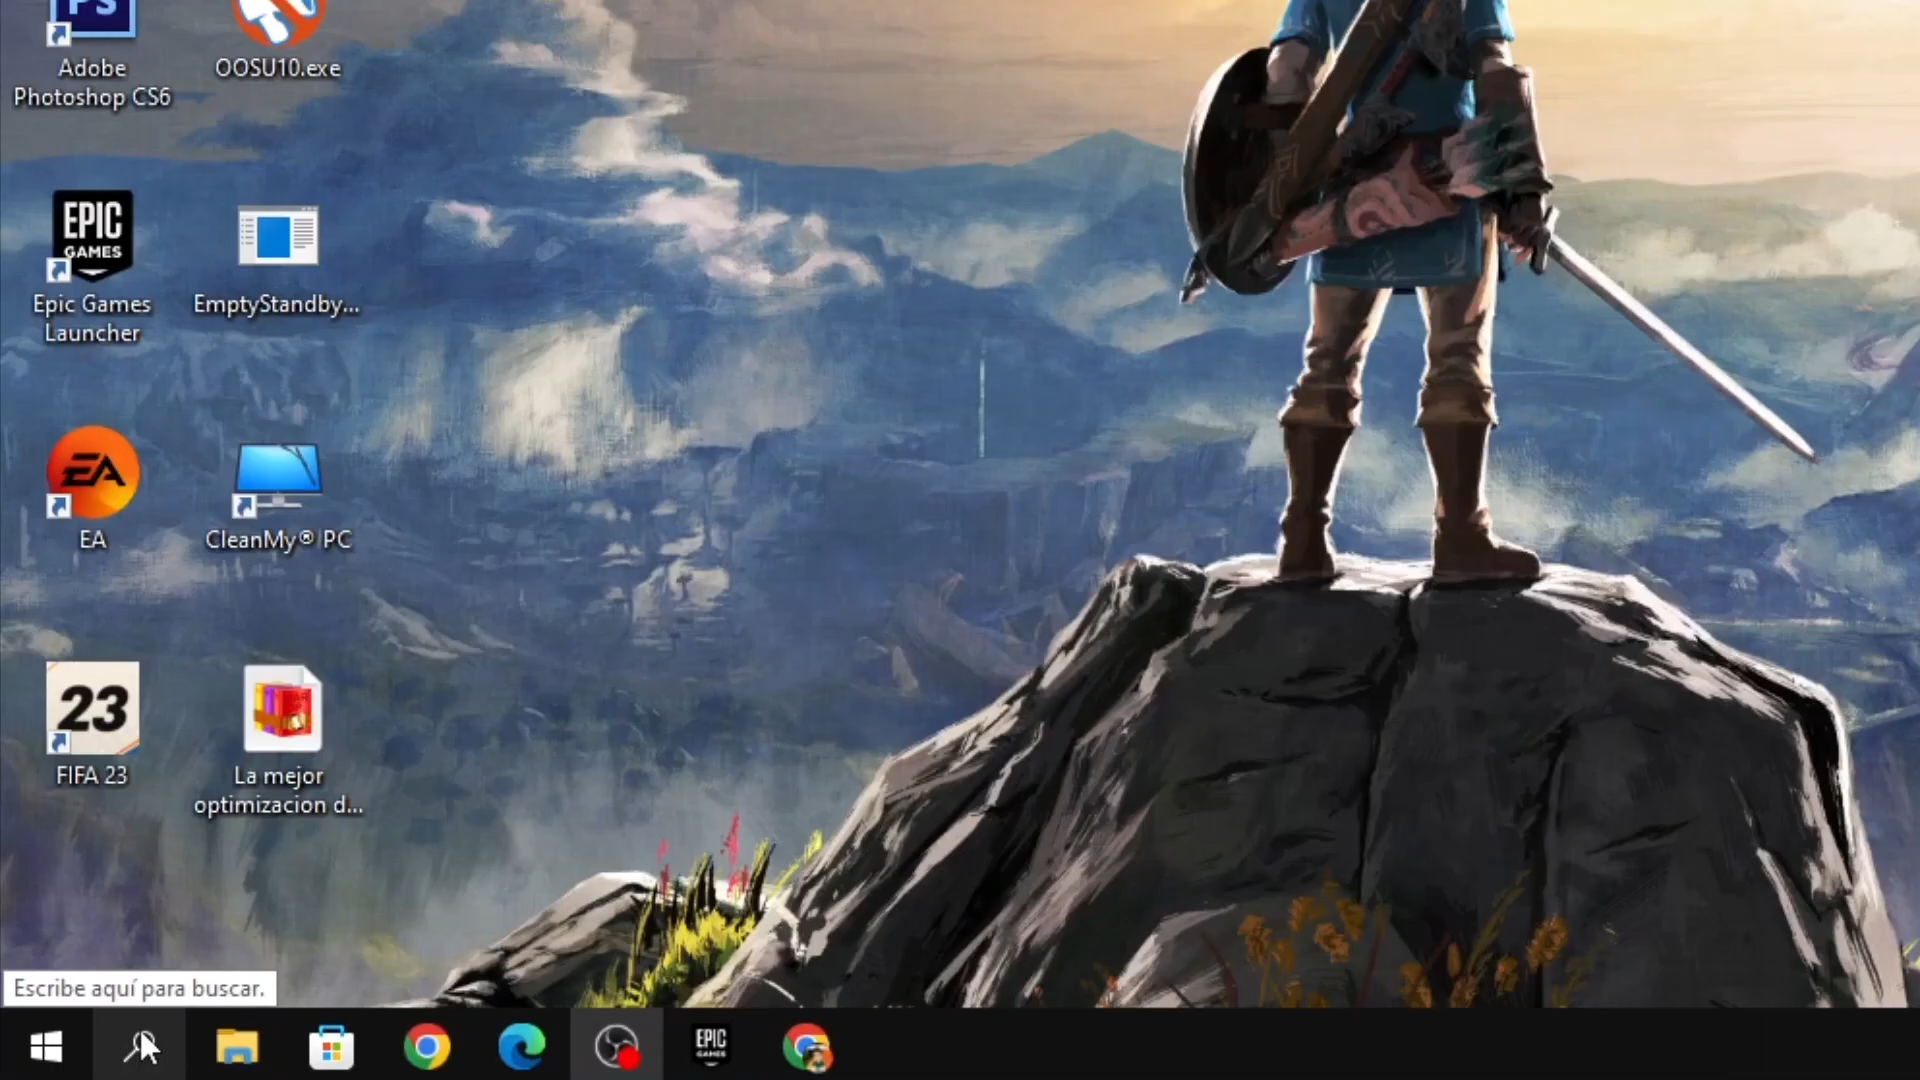 PS
Adobe
Photoshop CS6
OOSU10.exe
EPIC
GAMES
Epic Games
Launcher
EmptyStandby...
EA
EA
CleanMy® PC
23
FIFA 23
La mejor
optimizacion d...
Escribe aquí para buscar.
EPIC
GAMES